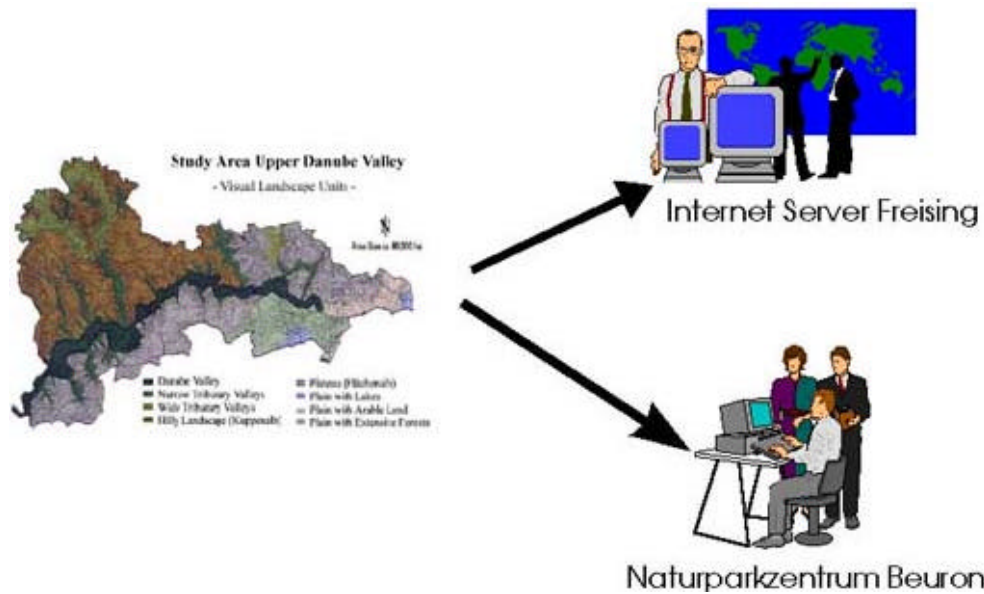 Study Area Upper Danube Valley
- Visual Landscape Units -
Danube Valley
Narrow Tributary Valleys
Wide Tributary Valleys
Hilly Landscape (Kuppenalb)
Plateau (Flächenalb)
Plain with Lakes
Plain with Arable Land
Plain with Extensive Forests
Internet Server Freising
Naturparkzentrum Beuron